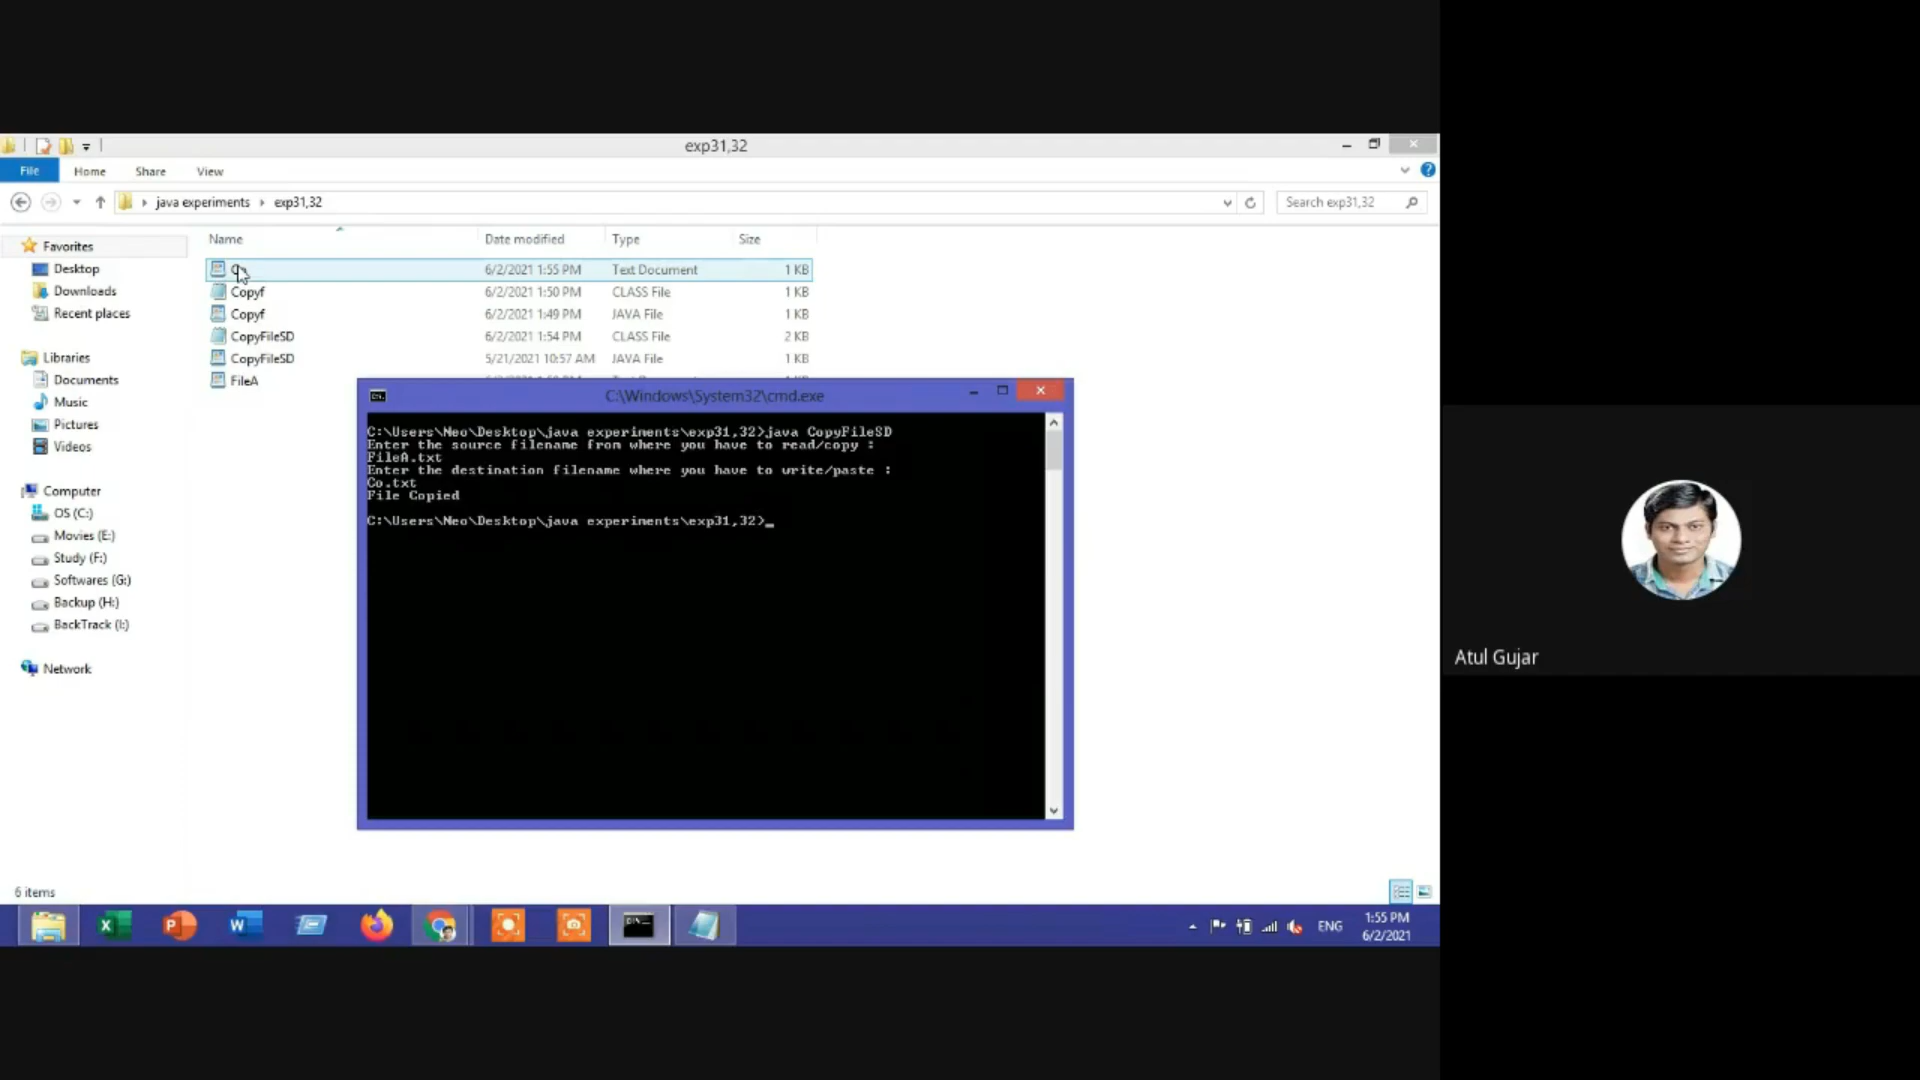 exp31,32
File Home Share View
java experiments exp31,32 Search exp31,32
Name Date modified Type Size
Favorites
Desktop
Downloads
Recent places
Libraries
Documents
Music
Pictures
Videos
Computer
OS (C:)
Movies (E:)
Study (F:)
Softwares (G:)
Backup (H:)
BackTrack (I:)
Network
6/2/2021 1:55 PM Text Document 1 KB
Copyf 6/2/2021 1:50 PM CLASS File 1 KB
Copyf 6/2/2021 1:49 PM JAVA File 1 KB
CopyFileSD 6/2/2021 1:54 PM CLASS File 2 KB
CopyFileSD 5/21/2021 10:57 AM JAVA File 1 KB
FileA
C:\Windows\System32\cmd.exe
C:\Users\Neo\Desktop\java experiments\exp31,32>java CopyFileSD
Enter the source filename from where you have to read/copy :
FileA.txt
Enter the destination filename where you have to write/paste :
Co.txt
File Copied
C:\Users\Neo\Desktop\java experiments\exp31,32>_
6 items
ENG
1:55 PM
6/2/2021
Atul Gujar